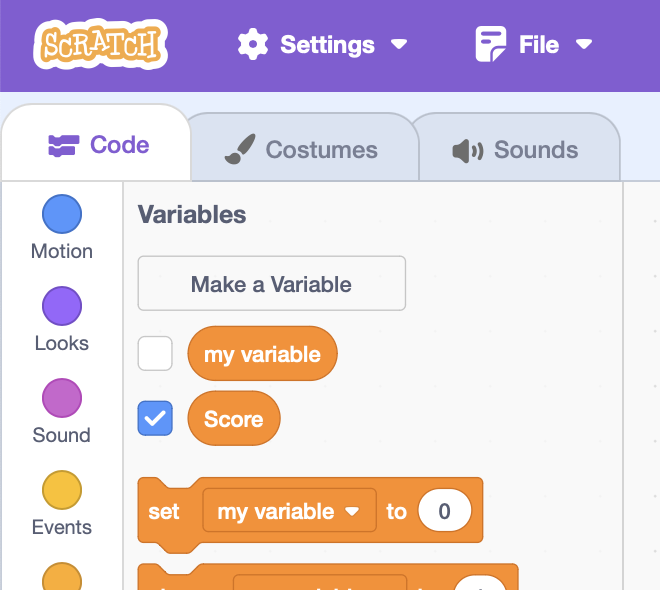 SCRATCH Settings File
Code Costumes Sounds
Variables
Motion
Make a Variable
Looks
my variable
Sound
Score
Events
set my variable to 0